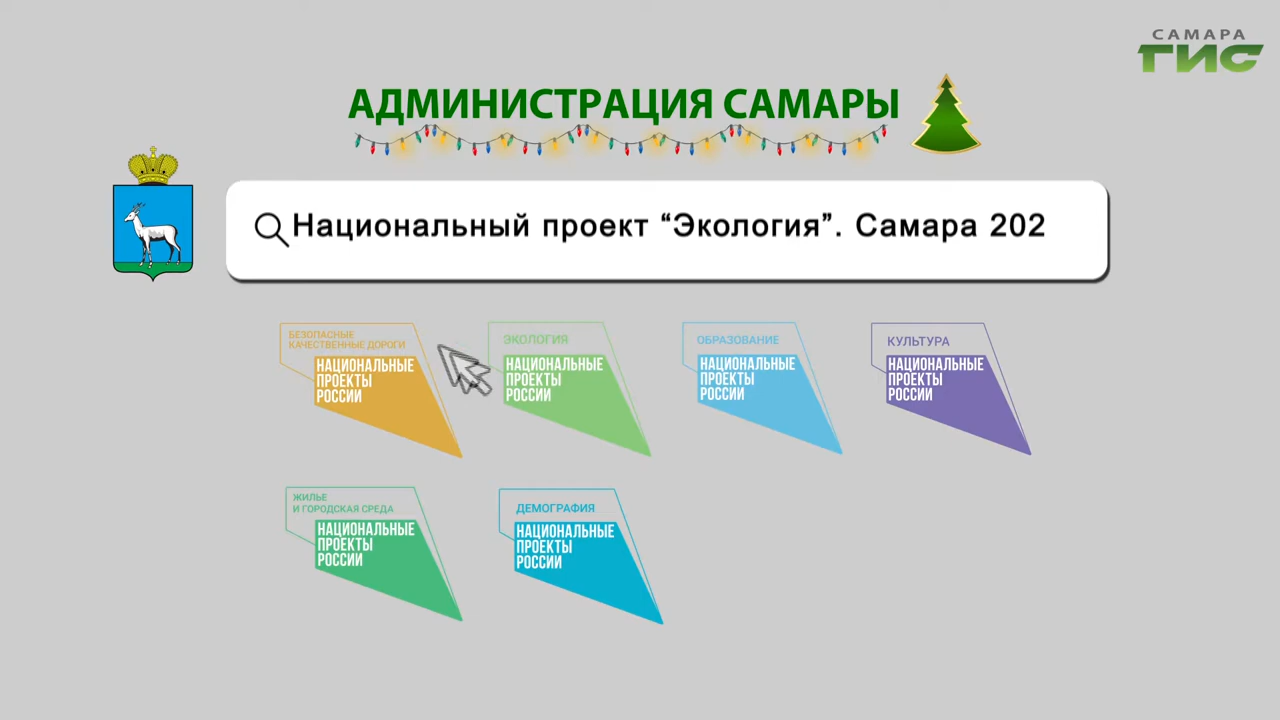 САМАРА
ГИС
АДМИНИСТРАЦИЯ САМАРЫ
Национальный проект “Экология”. Самара 202
БЕЗОПАСНЫЕ
КАЧЕСТВЕННЫЕ ДОРОГИ
НАЦИОНАЛЬНЫЕ
ПРОЕКТЫ
РОССИИ
ЭКОЛОГИЯ
НАЦИОНАЛЬНЫЕ
ПРОЕКТЫ
РОССИИ
ОБРАЗОВАНИЕ
НАЦИОНАЛЬНЫЕ
ПРОЕКТЫ
РОССИИ
КУЛЬТУРА
НАЦИОНАЛЬНЫЕ
ПРОЕКТЫ
РОССИИ
ЖИЛЬЕ
И ГОРОДСКАЯ СРЕДА
НАЦИОНАЛЬНЫЕ
ПРОЕКТЫ
РОССИИ
ДЕМОГРАФИЯ
НАЦИОНАЛЬНЫЕ
ПРОЕКТЫ
РОССИИ